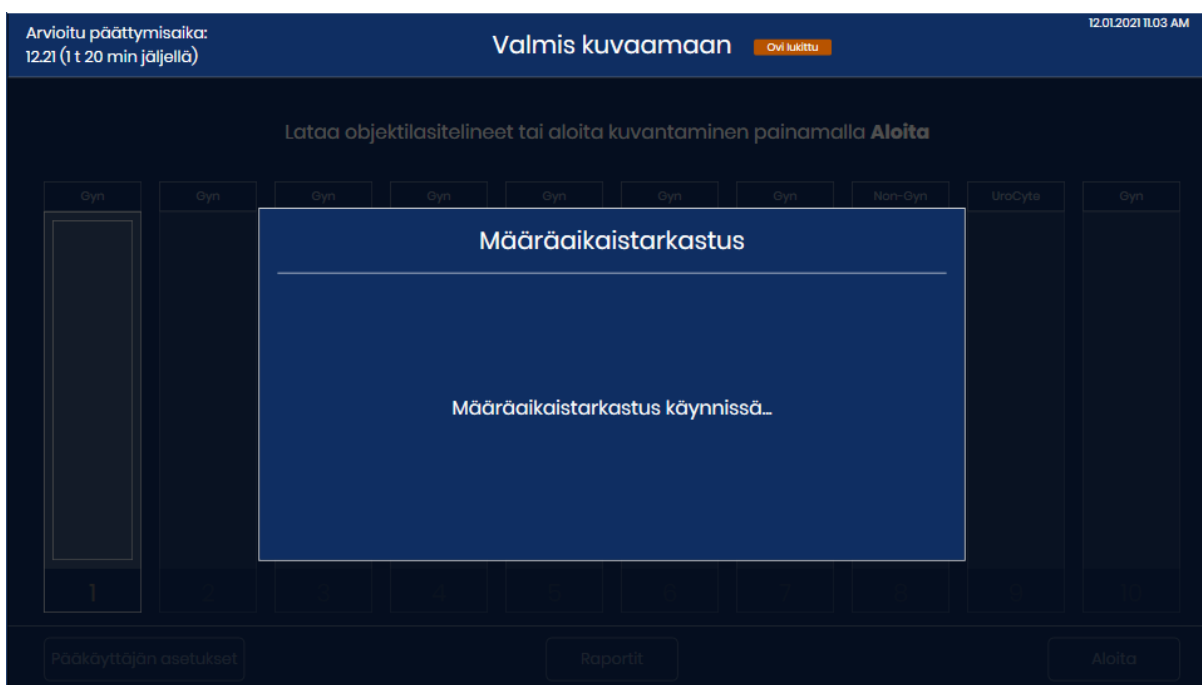 Arvioitu päättymisaika:
12.21 (1 t 20 min jäljellä)
Valmis kuvaamaan
Ovi lukittu
12.01.2021 11.03 AM
Lataa objektilasitelineet tai aloita kuvantaminen painamalla Aloita
Gyn Gyn Gyn Gyn Gyn Gyn Gyn Non-Gyn UroCyte Gyn
Määräaikaistarkastus
Määräaikaistarkastus käynnissä...
1 2 3 4 5 6 7 8 9 10
Pääkäyttäjän asetukset
Raportit
Aloita